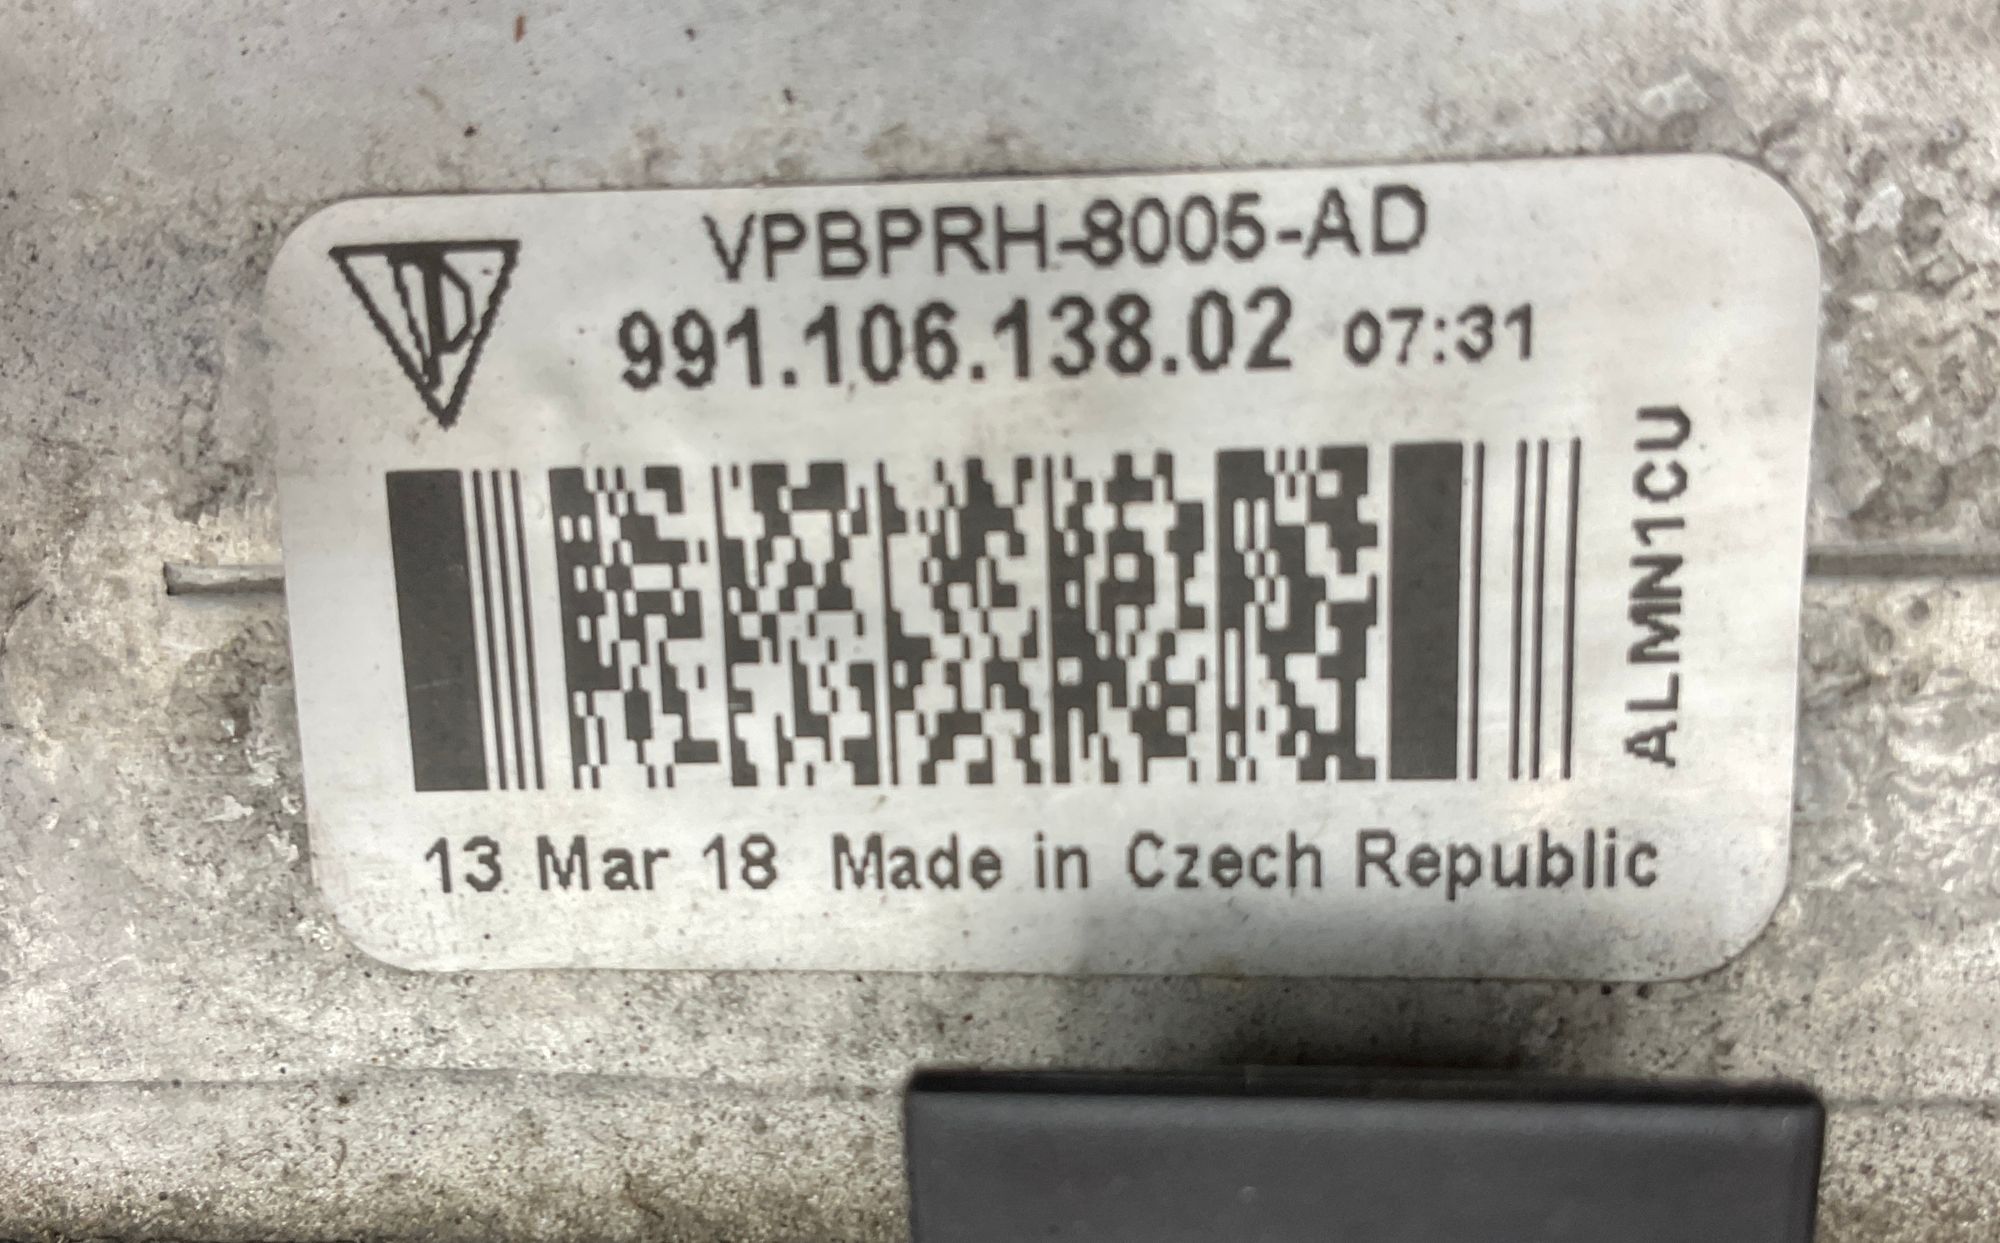 VPBPRH-8005-AD
991.106.138.02 07:31
ALMN1CU
13 Mar 18 Made in Czech Republic